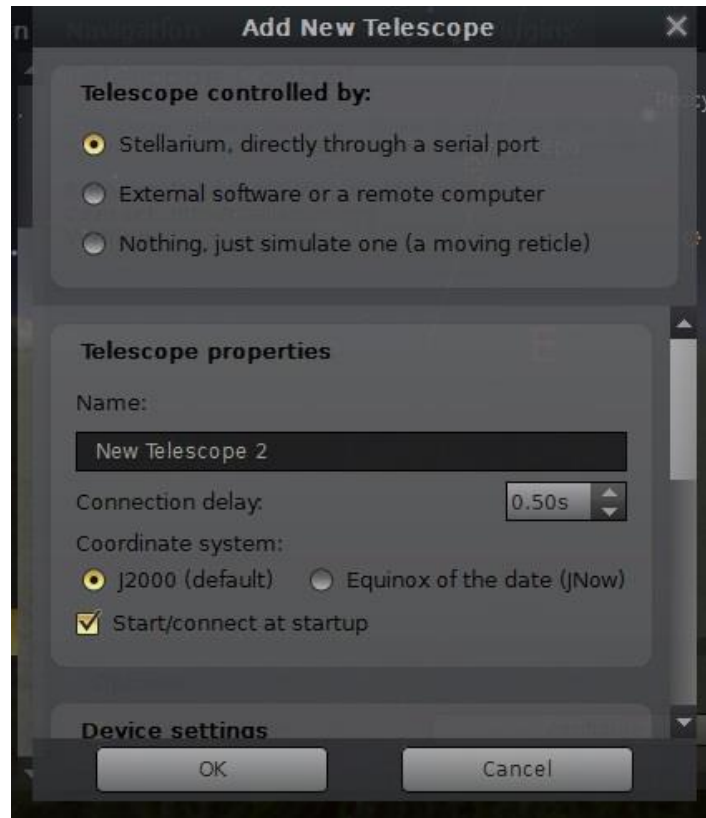 Add New Telescope
Telescope controlled by:
Stellarium, directly through a serial port
External software or a remote computer
Nothing, just simulate one (a moving reticle)
Telescope properties
Name:
New Telescope 2
Connection delay: 0.50s
Coordinate system:
J2000 (default) Equinox of the date (JNow)
Start/connect at startup
Device settings
OK Cancel